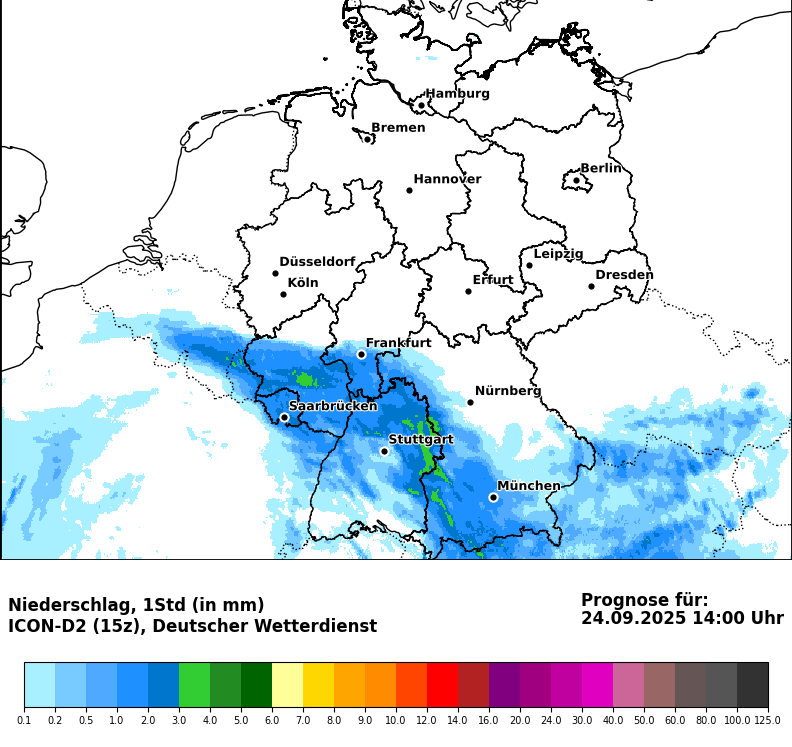 Hamburg
Bremen
Berlin
Hannover
Leipzig
Düsseldorf
Dresden
Köln
Erfurt
Frankfurt
Nürnberg
Saarbrücken
Stuttgart
München
Niederschlag, 1Std (in mm)
ICON-D2 (15z), Deutscher Wetterdienst
Prognose für:
24.09.2025 14:00 Uhr
0.1 0.2 0.5 1.0 2.0 3.0 4.0 5.0 6.0 7.0 8.0 9.0 10.0 12.0 14.0 16.0 20.0 24.0 30.0 40.0 50.0 60.0 80.0 100.0 125.0